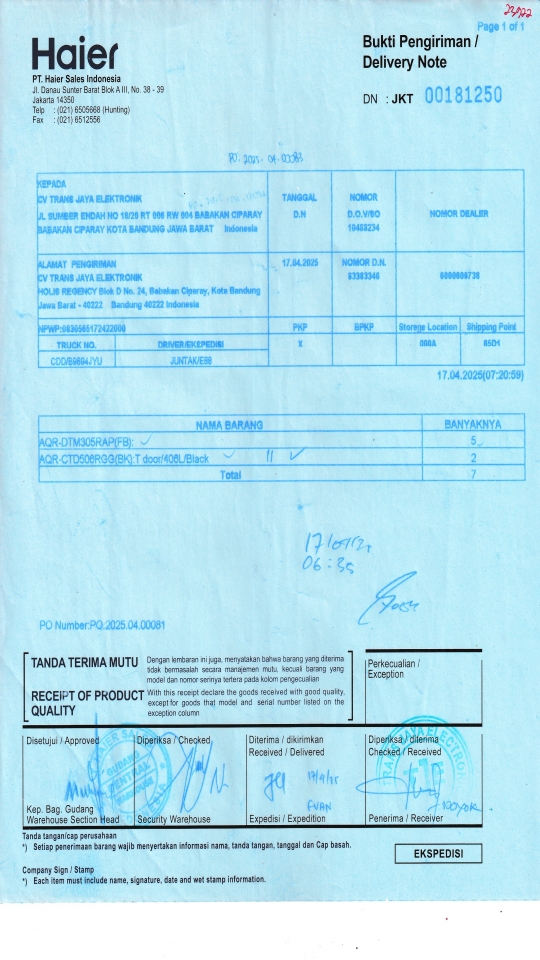 Page 1 of 1
Haier
PT. Haier Sales Indonesia
Jl. Danau Sunter Barat Blok A III, No. 38 - 39
Jakarta 14350
Telp : (021) 6505668 (Hunting)
Fax : (021) 6512556
Bukti Pengiriman /
Delivery Note
DN : JKT 00181250
KEPADA
CV TRANS JAYA ELEKTRONIK
JL SUMBER ENDAH NO 18/20 RT 006 RW 004 BABAKAN CIPARAY
BABAKAN CIPARAY KOTA BANDUNG JAWA BARAT Indonesia
TANGGAL
D.N
NOMOR
D.O./BO
10488234
NOMOR DEALER
ALAMAT PENGIRIMAN
CV TRANS JAYA ELEKTRONIK
HOLIS REGENCY Blok D No. 24, Babakan Ciparay, Kota Bandung
Jawa Barat - 40222 Bandung 40222 Indonesia
17.04.2025
NOMOR D.N.
83383346
NPWP:
PKP
BPKP
Storage Location
Shipping Point
TRUCK NO.
DRIVER/EKSPEDISI
X
000A
JUNTAK/E88
17.04.2025(07:20:59)
NAMA BARANG BANYAKNYA
AQR-DTM305RAP(FB): 5
AQR-CTD506RGG(BK):T door/406L/Black 2
Total 7
06:35
PO Number:PO.2025.04.00081
TANDA TERIMA MUTU
Dengan lembaran ini juga, menyatakan bahwa barang yang diterima
tidak bermasalah secara manajemen mutu, kecuali barang yang
model dan nomor serinya tertera pada kolom pengecualian
RECEIPT OF PRODUCT
QUALITY
With this receipt declare the goods received with good quality,
except for goods that model and serial number listed on the
exception column
Perkecualian /
Exception
Disetujui / Approved
Diperiksa / Checked
Diterima / dikirimkan
Received / Delivered
Diperiksa / diterima
Checked / Received
EVAN
Kep. Bag. Gudang
Warehouse Section Head
Security Warehouse
Expedisi / Expedition
Penerima / Receiver
Tanda tangan/cap perusahaan
*) Setiap penerimaan barang wajib menyertakan informasi nama, tanda tangan, tanggal dan Cap basah.
EKSPEDISI
Company Sign / Stamp
*) Each item must include name, signature, date and wet stamp information.